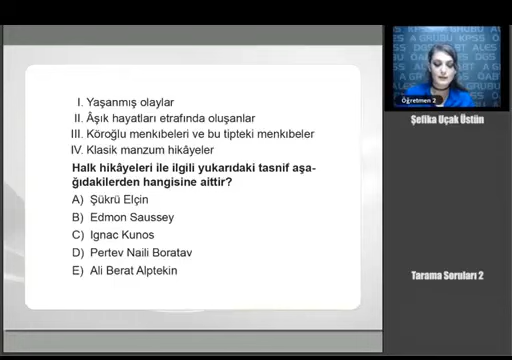 I. Yaşanmış olaylar
II. Âşık hayatları etrafında oluşanlar
III. Köroğlu menkıbeleri ve bu tipteki menkıbeler
IV. Klasik manzum hikâyeler
Halk hikâyeleri ile ilgili yukarıdaki tasnif aşa-
ğıdakilerden hangisine aittir?
A) Şükrü Elçin
B) Edmon Saussey
C) Ignac Kunos
D) Pertev Naili Boratav
E) Ali Berat Alptekin
Öğretmen 2
Şefika Uçak Üstün
Tarama Soruları 2